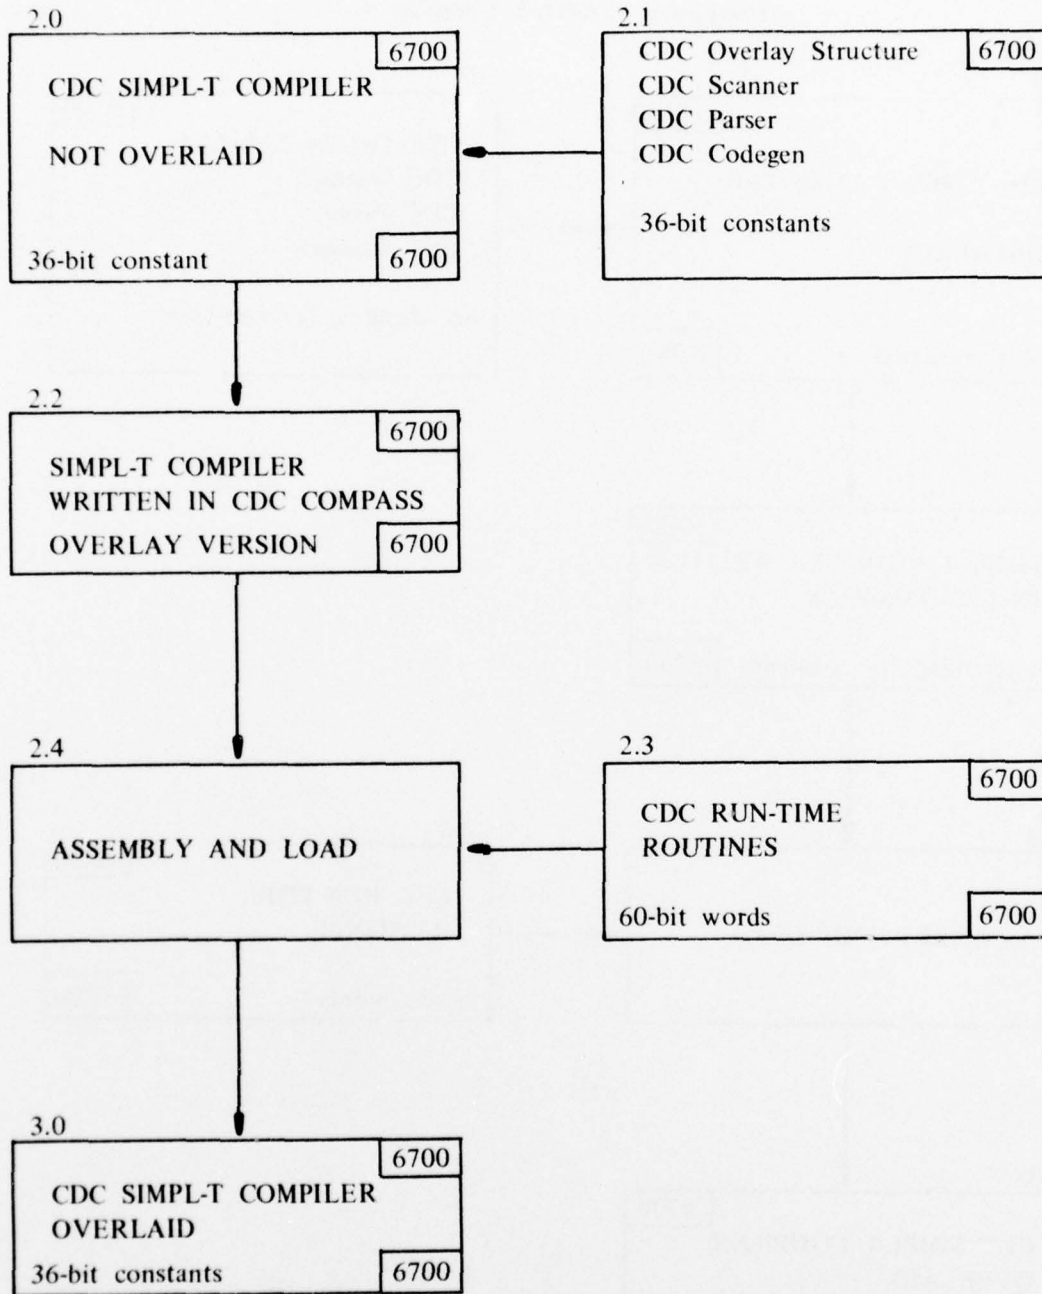 2.0
6700
CDC SIMPL-T COMPILER
NOT OVERLAID
36-bit constant
6700
2.1
CDC Overlay Structure
6700
CDC Scanner
CDC Parser
CDC Codegen
36-bit constants
2.2
6700
SIMPL-T COMPILER
WRITTEN IN CDC COMPASS
OVERLAY VERSION
6700
2.4
ASSEMBLY AND LOAD
2.3
6700
CDC RUN-TIME
ROUTINES
60-bit words
6700
3.0
6700
CDC SIMPL-T COMPILER
OVERLAID
36-bit constants
6700